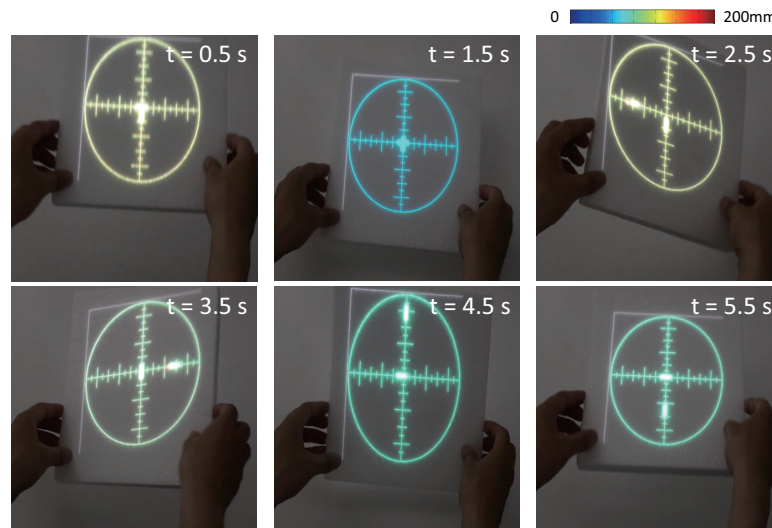 0 200mm
t = 0.5 s
t = 1.5 s
t = 2.5 s
t = 3.5 s
t = 4.5 s
t = 5.5 s